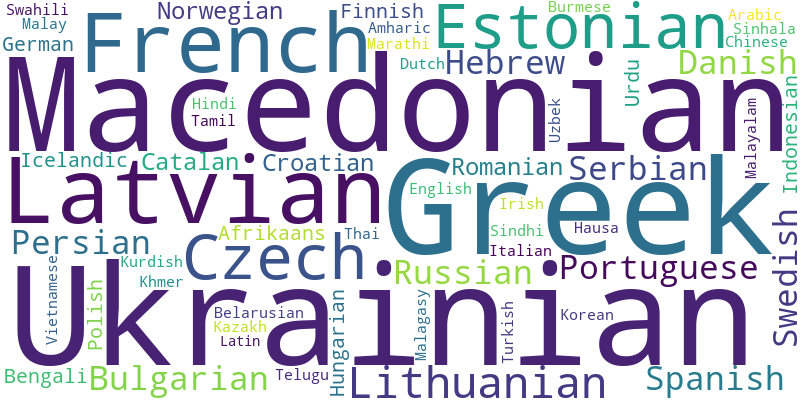 Swahili
Norwegian
Finnish
Burmese
Arabic
Malay
French
Amharic
Estonian
Sinhala
German
Marathi
Chinese
Macedonian
Dutch
Hebrew
Urdu
Danish
Hindi
Tamil
Uzbek
Malayalam
Indonesian
Icelandic
Catalan
Croatian
Romanian
Serbian
Latvian
Greek
English
Irish
Persian
Czech
Afrikaans
Thai
Sindhi
Hausa
Italian
Swedish
Vietnamese
Kurdish
Khmer
Russian
Portuguese
Ukrainian
Polish
Belarusian
Kazakh
Latin
Hungarian
Malagasy
Turkish
Korean
Bengali
Bulgarian
Telugu
Lithuanian
Spanish